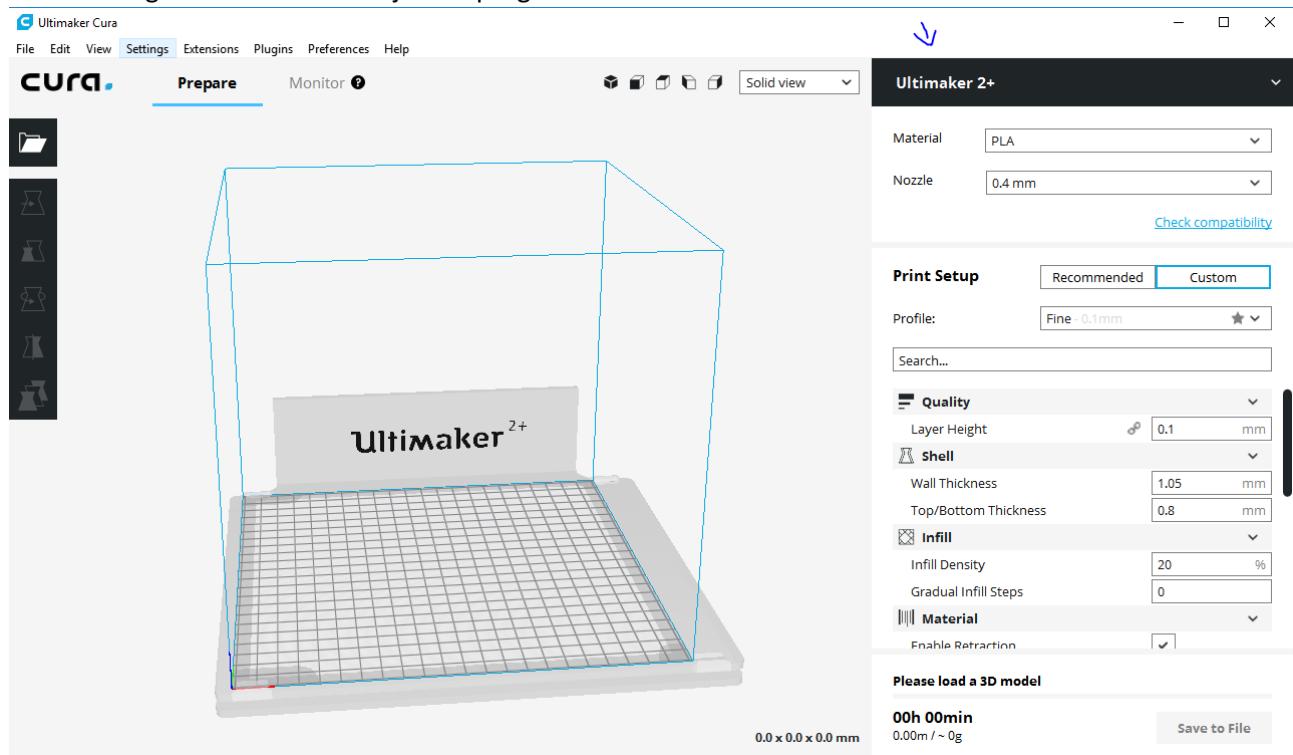 Ultimaker Cura
File Edit View Settings Extensions Plugins Preferences Help
cura.
Prepare
Monitor ?
Solid view
Ultimaker 2+
Material PLA
Nozzle 0.4 mm
Check compatibility
Print Setup Recommended Custom
Profile: Fine - 0.1mm
Search...
Quality
Layer Height 0.1 mm
Shell
Wall Thickness 1.05 mm
Top/Bottom Thickness 0.8 mm
Infill
Infill Density 20 %
Gradual Infill Steps 0
Material
Enable Retraction
Please load a 3D model
00h 00min
0.00m / ~ 0g
Save to File
Ultimaker 2+
0.0 x 0.0 x 0.0 mm